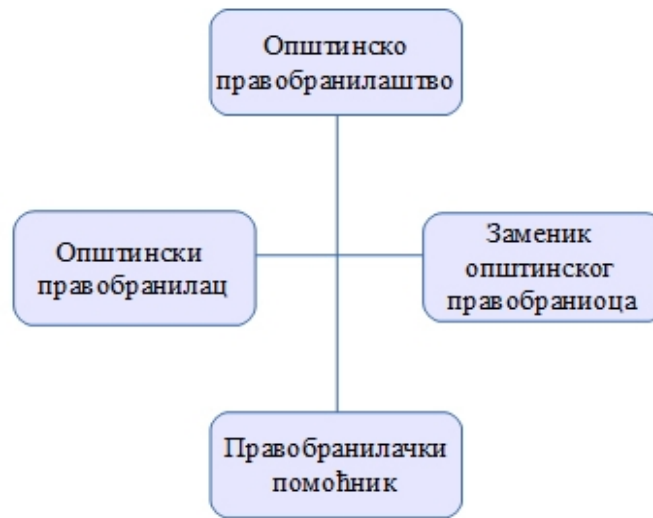 Општинско
правобранилаштво
Општински
правобранилац
Заменик
општинског
правобраниоца
Правобранилачки
помоћник